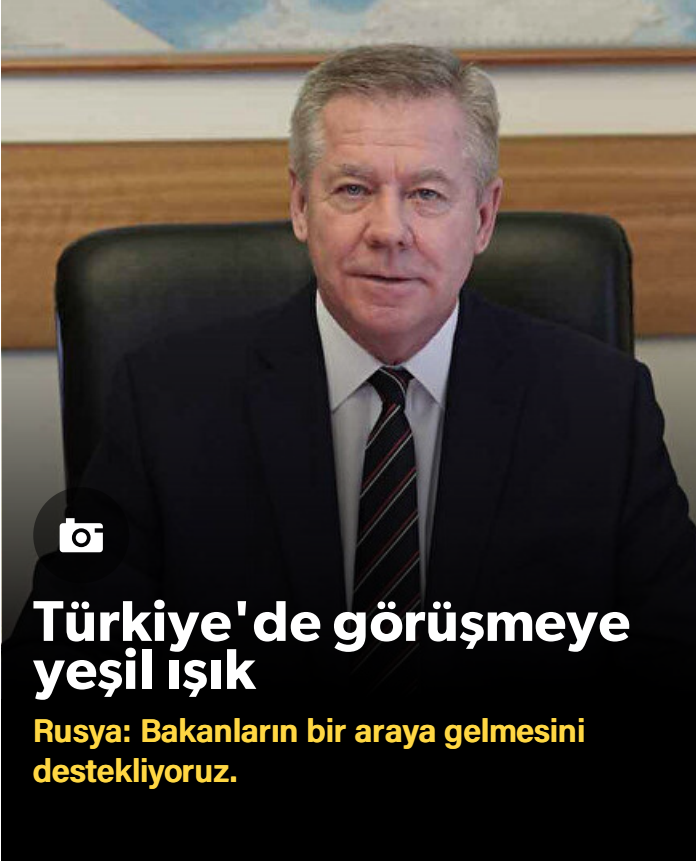 Türkiye'de görüşmeye
yeşil ışık
Rusya: Bakanların bir araya gelmesini
destekliyoruz.